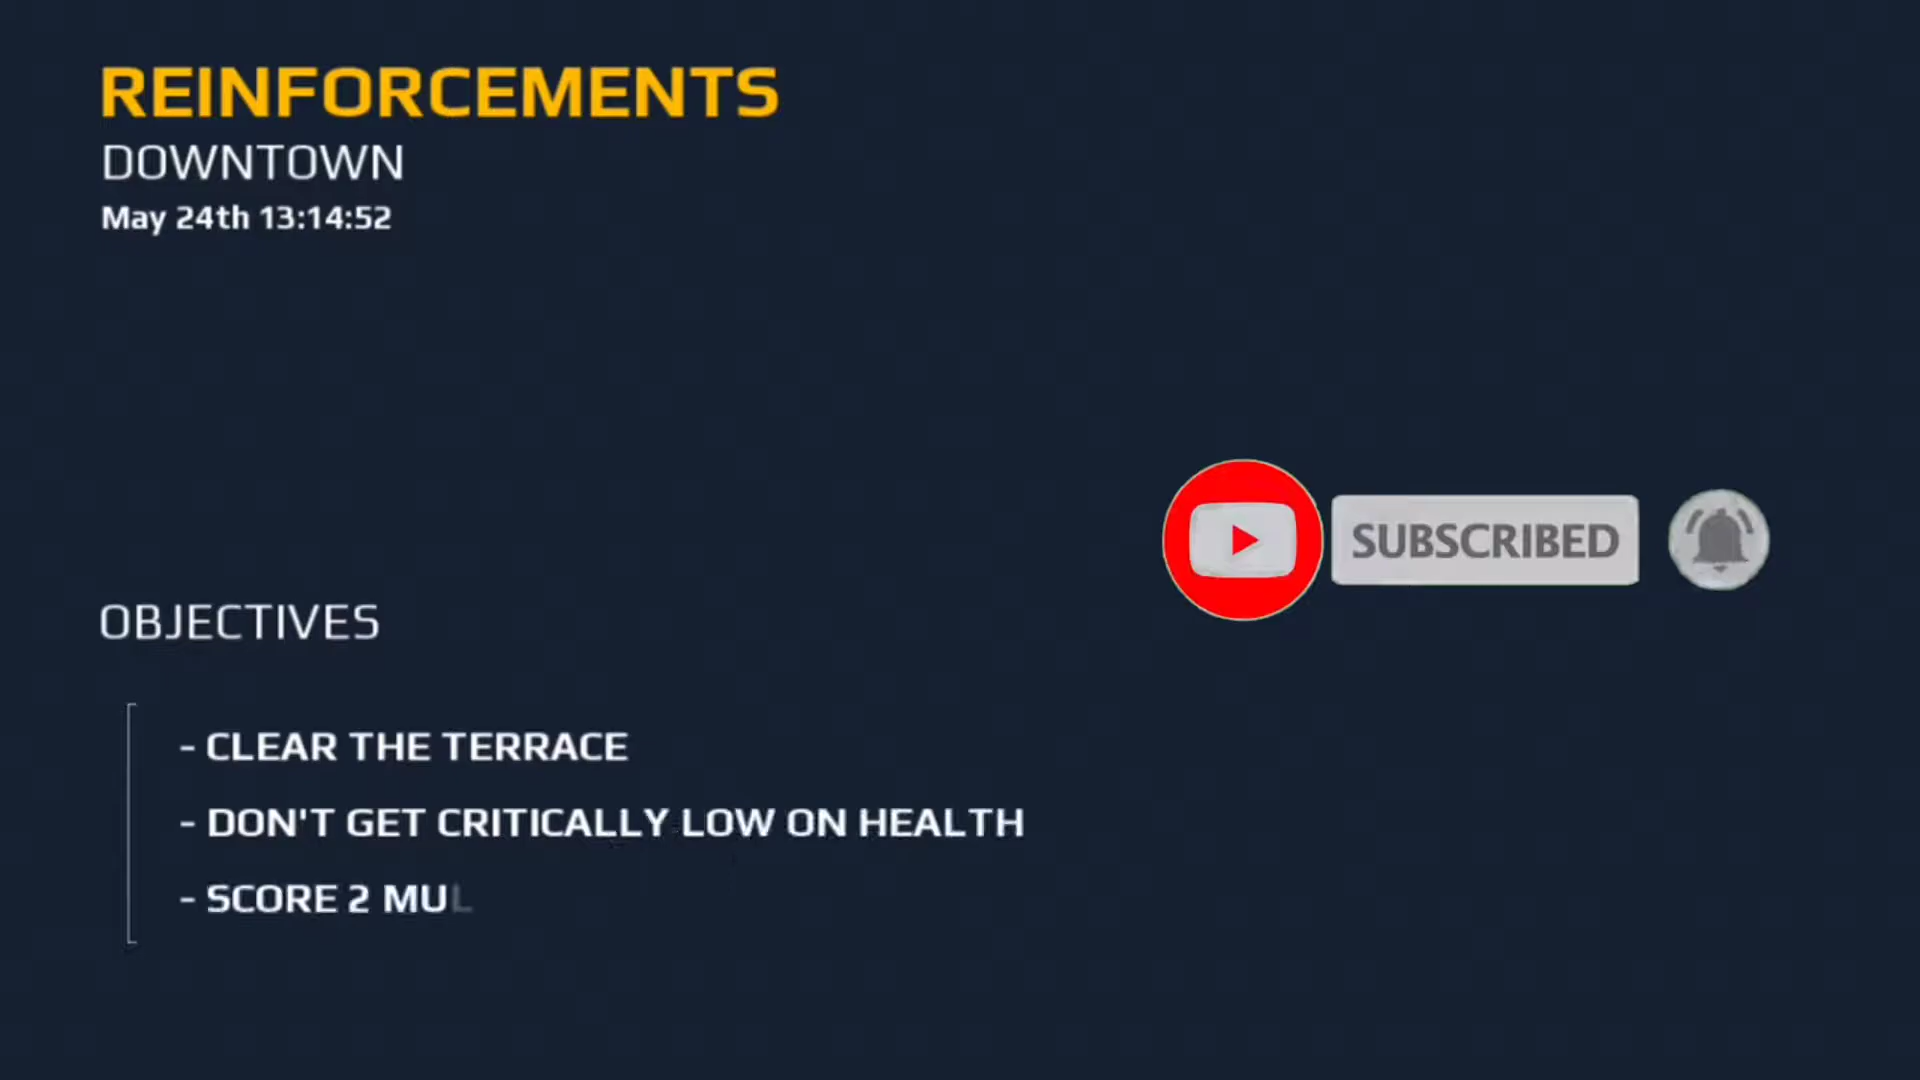 REINFORCEMENTS
DOWNTOWN
May 24th 13:14:52
SUBSCRIBED
OBJECTIVES
- CLEAR THE TERRACE
- DON'T GET CRITICALLY LOW ON HEALTH
- SCORE 2 MUL